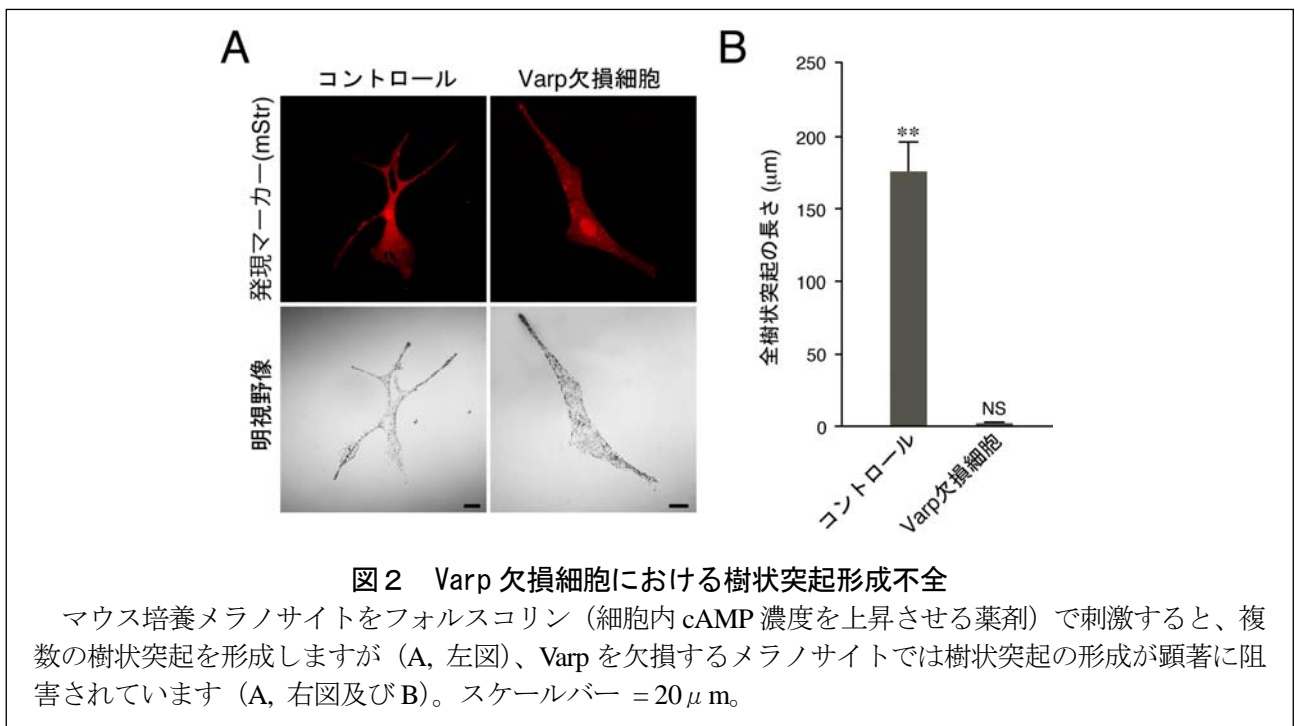 A
コントロール
Varp欠損細胞
発現マーカー(mStr)
明視野像
B
250
200
150
100
50
0
全樹状突起の長さ (μm)
**
NS
コントロール
Varp欠損細胞
図２　Varp 欠損細胞における樹状突起形成不全
マウス培養メラノサイトをフォルスコリン（細胞内 cAMP 濃度を上昇させる薬剤）で刺激すると、複
数の樹状突起を形成しますが（A, 左図）、Varp を欠損するメラノサイトでは樹状突起の形成が顕著に阻
害されています（A, 右図及び B）。スケールバー =20μm。